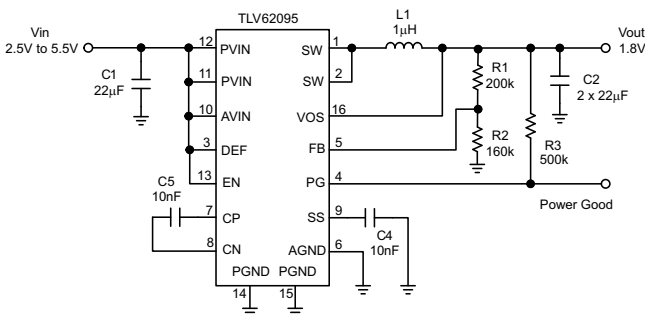 TLV62095
Vin
2.5V to 5.5V
C1
22µF
12 PVIN
11 PVIN
10 AVIN
3 DEF
13 EN
C5
10nF
7 CP
8 CN
PGND PGND
14 15
SW 1
SW 2
VOS 16
FB 5
PG 4
SS 9
AGND 6
C4
10nF
L1
1µH
R1
200k
R2
160k
R3
500k
C2
2 x 22µF
Vout
1.8V
Power Good